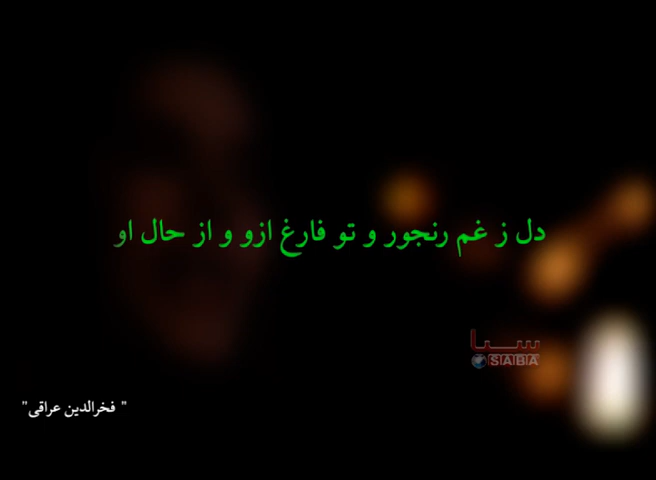 دل ز غم رنجور و تو فارغ ازو و از حال او
سبا
SABA
" فخرالدین عراقی"